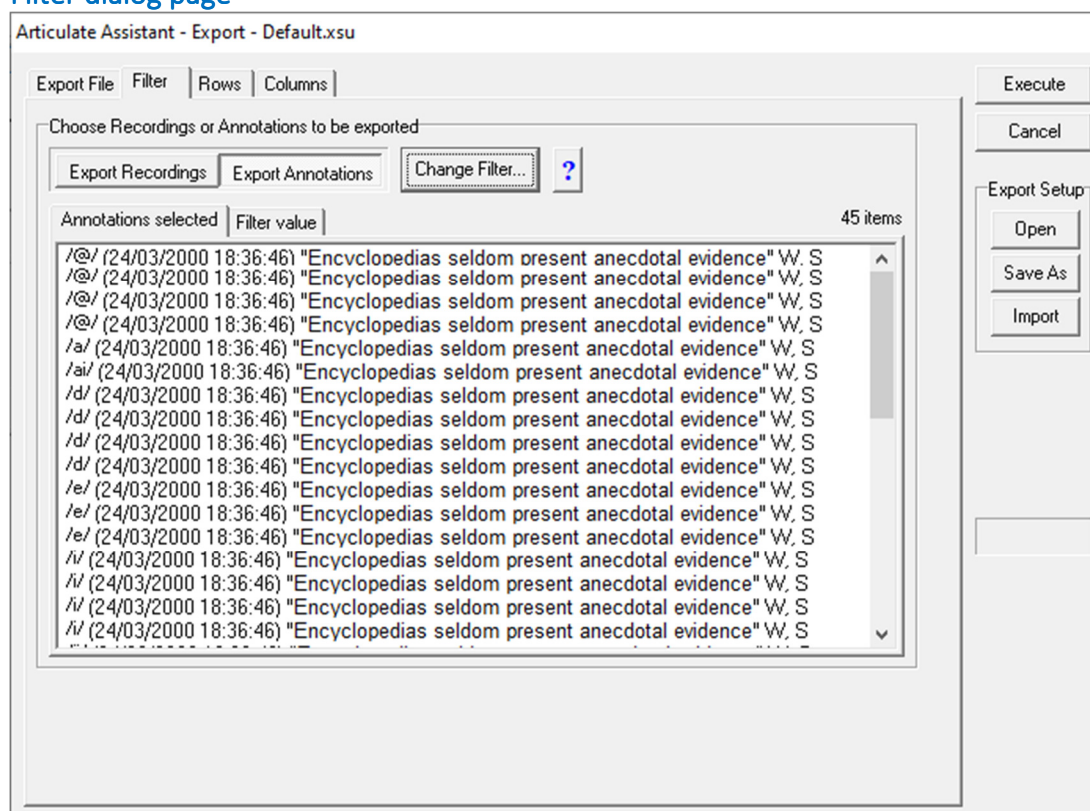 Filter dialog page
Articulate Assistant - Export - Default.xsu
Export File Filter Rows Columns
Execute
Cancel
Choose Recordings or Annotations to be exported
Export Recordings Export Annotations Change Filter... ?
Export Setup
Open
Save As
Import
Annotations selected Filter value 45 items
/@/ (24/03/2000 18:36:46) "Encyclopedias seldom present anecdotal evidence" W, S
/@/ (24/03/2000 18:36:46) "Encyclopedias seldom present anecdotal evidence" W, S
/@/ (24/03/2000 18:36:46) "Encyclopedias seldom present anecdotal evidence" W, S
/@/ (24/03/2000 18:36:46) "Encyclopedias seldom present anecdotal evidence" W, S
/a/ (24/03/2000 18:36:46) "Encyclopedias seldom present anecdotal evidence" W, S
/ai/ (24/03/2000 18:36:46) "Encyclopedias seldom present anecdotal evidence" W, S
/d/ (24/03/2000 18:36:46) "Encyclopedias seldom present anecdotal evidence" W, S
/d/ (24/03/2000 18:36:46) "Encyclopedias seldom present anecdotal evidence" W, S
/d/ (24/03/2000 18:36:46) "Encyclopedias seldom present anecdotal evidence" W, S
/d/ (24/03/2000 18:36:46) "Encyclopedias seldom present anecdotal evidence" W, S
/e/ (24/03/2000 18:36:46) "Encyclopedias seldom present anecdotal evidence" W, S
/e/ (24/03/2000 18:36:46) "Encyclopedias seldom present anecdotal evidence" W, S
/e/ (24/03/2000 18:36:46) "Encyclopedias seldom present anecdotal evidence" W, S
/i/ (24/03/2000 18:36:46) "Encyclopedias seldom present anecdotal evidence" W, S
/i/ (24/03/2000 18:36:46) "Encyclopedias seldom present anecdotal evidence" W, S
/i/ (24/03/2000 18:36:46) "Encyclopedias seldom present anecdotal evidence" W, S
/i/ (24/03/2000 18:36:46) "Encyclopedias seldom present anecdotal evidence" W, S